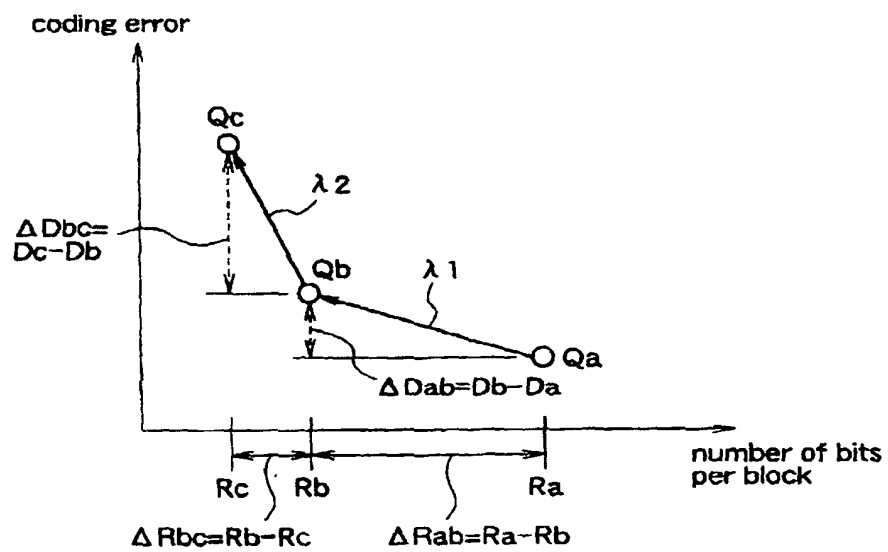 coding error
Qc
λ2
ΔDbc=
Dc-Db
Qb
λ1
Qa
ΔDab=Db-Da
number of bits
per block
Rc
Rb
Ra
ΔRbc=Rb-Rc
ΔRab=Ra-Rb